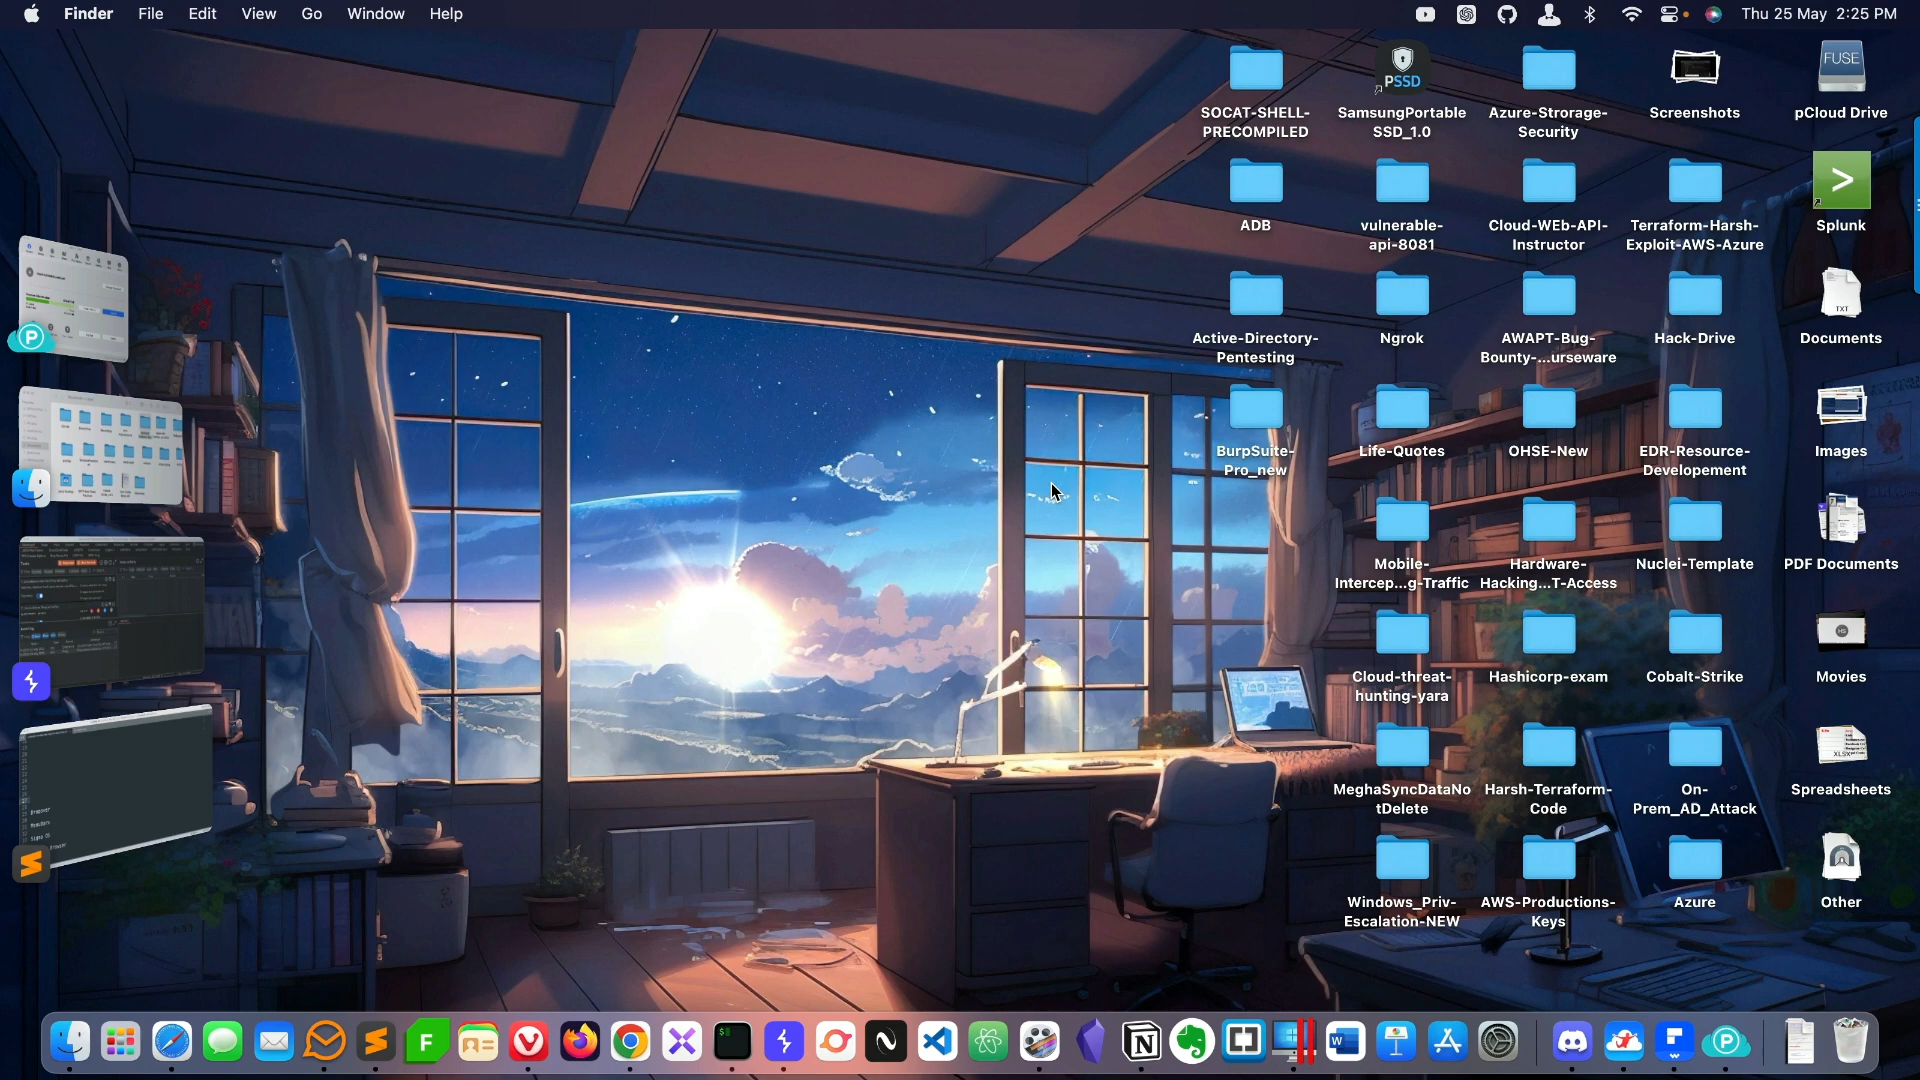 Finder File Edit View Go Window Help Thu 25 May 2:25 PM
SOCAT-SHELL-
PRECOMPILED
PSSD
SamsungPortable
SSD_1.0
Azure-Strorage-
Security
Screenshots
FUSE
pCloud Drive
ADB
vulnerable-
api-8081
Cloud-WEb-API-
Instructor
Terraform-Harsh-
Exploit-AWS-Azure
>
Splunk
Active-Directory-
Pentesting
Ngrok
AWAPT-Bug-
Bounty-...urseware
Hack-Drive
TXT
Documents
BurpSuite-
Pro_new
Life-Quotes
OHSE-New
EDR-Resource-
Developement
Images
Mobile-
Intercep...g-Traffic
Hardware-
Hacking...T-Access
Nuclei-Template
PDF Documents
Cloud-threat-
hunting-yara
Hashicorp-exam
Cobalt-Strike
HS
Movies
MeghaSyncDataNo
tDelete
Harsh-Terraform-
Code
On-
Prem_AD_Attack
XLSX
Spreadsheets
Windows_Priv-
Escalation-NEW
AWS-Productions-
Keys
Azure
Other